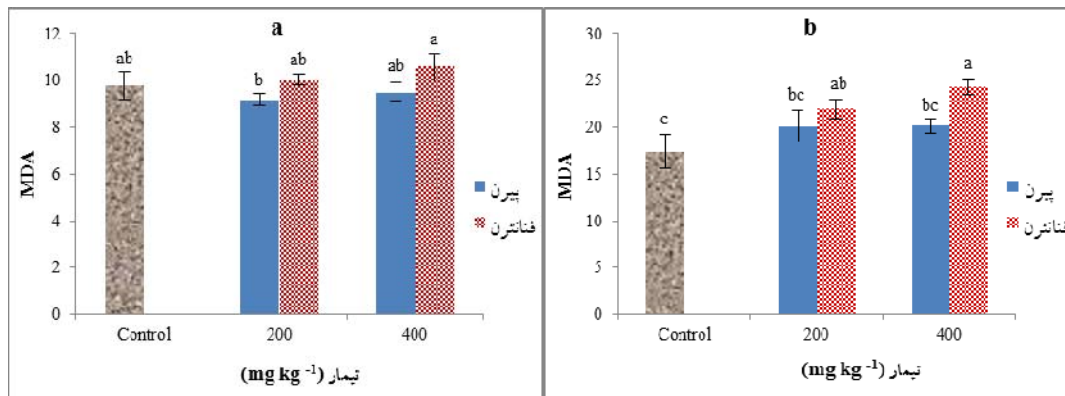 a
12
10
8
6
4
2
0
MDA
ab
b
ab
ab
a
Control
200
400
تیمار (mg kg -1)
پیرن
فنانترن
b
30
25
20
15
10
5
0
MDA
c
bc
ab
bc
a
Control
200
400
تیمار (mg kg -1)
پیرن
فنانترن